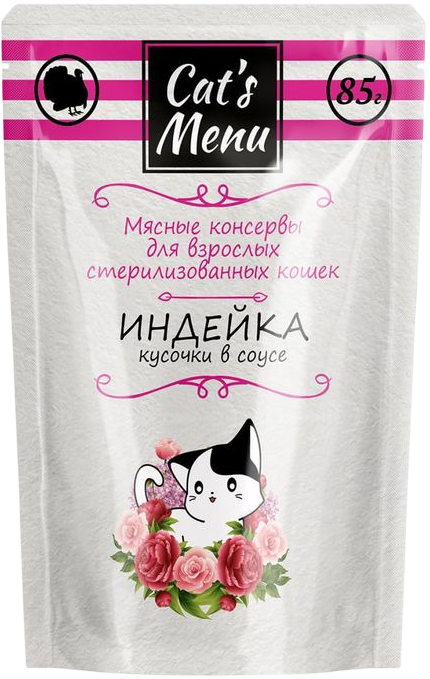 Cat's
Menu
85г
Мясные консервы
для взрослых
стерилизованных кошек
ИНДЕЙКА
кусочки в соусе